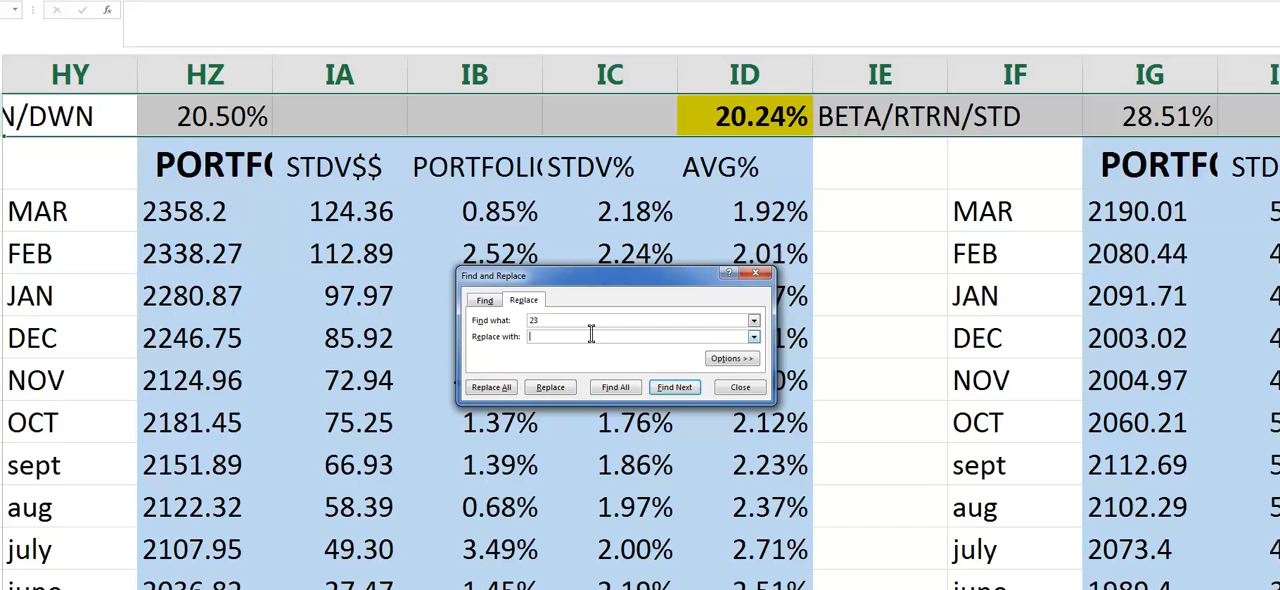 HY HZ IA IB IC ID IE IF IG
N/DWN 20.50% 20.24% BETA/RTRN/STD 28.51%
PORTF STDV$$ PORTFOLI STDV% AVG% PORTF STD
MAR 2358.2 124.36 0.85% 2.18% 1.92% MAR 2190.01
FEB 2338.27 112.89 2.52% 2.24% 2.01% FEB 2080.44
Find and Replace
JAN 2280.87 97.97 Find Replace 7% JAN 2091.71
Find what: 23
DEC 2246.75 85.92 Replace with: 1% DEC 2003.02
Options >>
NOV 2124.96 72.94 Replace All Replace Find All Find Next Close 0% NOV 2004.97
OCT 2181.45 75.25 1.37% 1.76% 2.12% OCT 2060.21
sept 2151.89 66.93 1.39% 1.86% 2.23% sept 2112.69
aug 2122.32 58.39 0.68% 1.97% 2.37% aug 2102.29
july 2107.95 49.30 3.49% 2.00% 2.71% july 2073.4